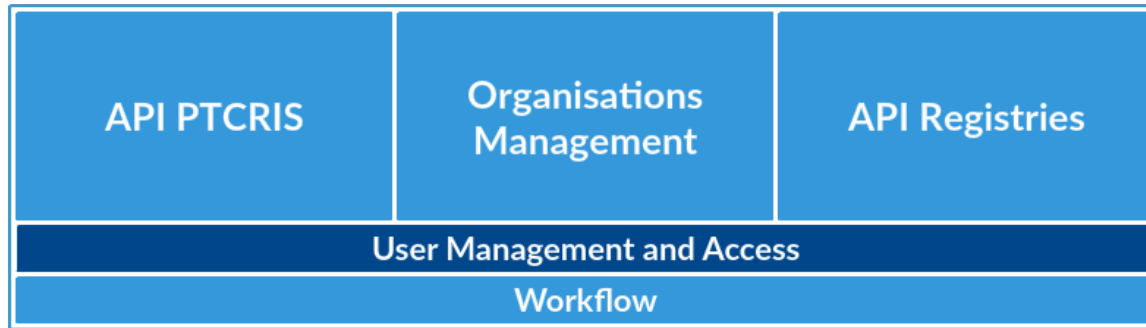 API PTCRIS
Organisations
Management
API Registries
User Management and Access
Workflow